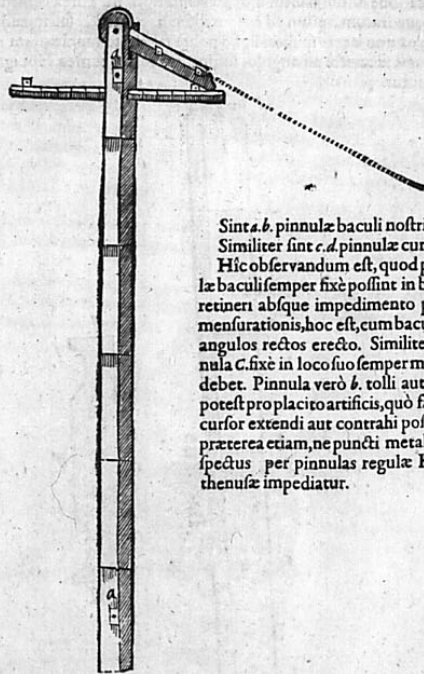 a
Sint a.b. pinnulæ baculi noſtri
Similiter ſint c.d. pinnulæ cur
Hîc obſervandum eſt, quod p
læ baculi ſemper fixè poſſint in b
retineri abſque impedimento p
menſurationis, hoc eſt, cum bacu
angulos rectos erecto. Similite
nula C. fixè in loco ſuo ſemper m
debet. Pinnula verò b. tolli aut
poteſt pro placito artificis, quò f
curſor extendi aut contrahi poſ
præterea etiam, ne puncti meta
ſpectus per pinnulas regulæ H
thenuſæ impediatur.